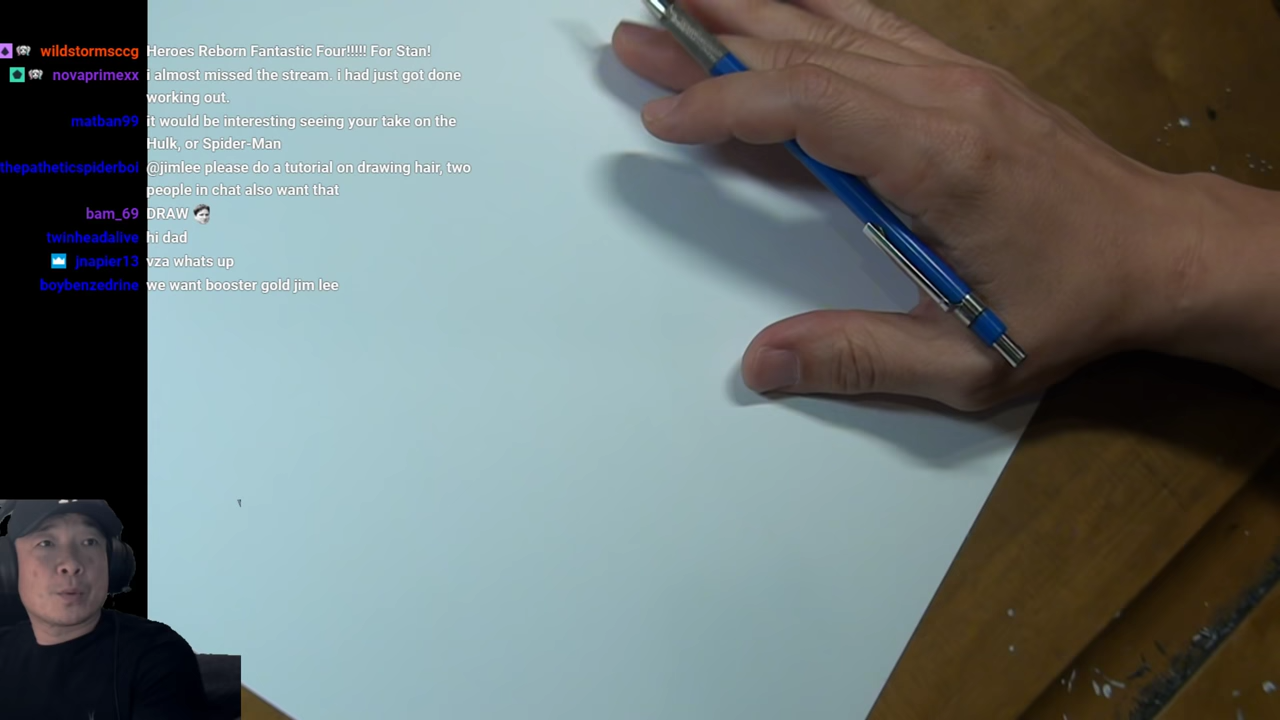 wildstormsccg Heroes Reborn Fantastic Four!!!!! For Stan!
novaprimexx i almost missed the stream. i had just got done
working out.
matban99 it would be interesting seeing your take on the
Hulk, or Spider-Man
thepatheticspiderboi @jimlee please do a tutorial on drawing hair, two
people in chat also want that
bam_69 DRAW
twinheadalive hi dad
jnapier13 vza whats up
boybenzedrine we want booster gold jim lee